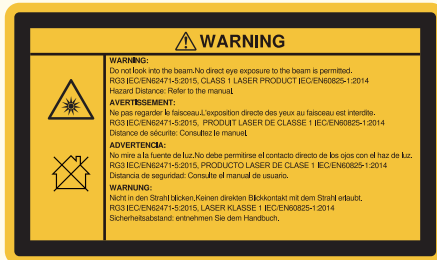 WARNING
WARNING:
Do not look into the beam.No direct eye exposure to the beam is permitted.
RG3 IEC/EN62471-5:2015, CLASS 1 LASER PRODUCT IEC/EN60825-1:2014
Hazard Distance: Refer to the manual.
AVERTISSEMENT:
Ne pas regarder le faisceau.L'exposition directe des yeux au faisceau est interdite.
RG3 IEC/EN62471-5:2015, PRODUIT LASER DE CLASSE 1 IEC/EN60825-1:2014
Distance de sécurite: Consultez le manuel.
ADVERTENCIA:
No mire a la fuente de luz.No debe permitirse el contacto directo de los ojos con el haz de luz.
RG3 IEC/EN62471-5:2015, PRODUCTO LASER DE CLASE 1 IEC/EN60825-1:2014
Distancia de seguridad: Consulte el manual de usuario.
WARNUNG:
Nicht in den Strahl blicken,Keinen direkten Blickkontakt mit dem Strahl erlaubt.
RG3 IEC/EN62471-5:2015, LASER KLASSE 1 IEC/EN60825-1:2014
Sicherheitsabstand: entnehmen Sie dem Handbuch.